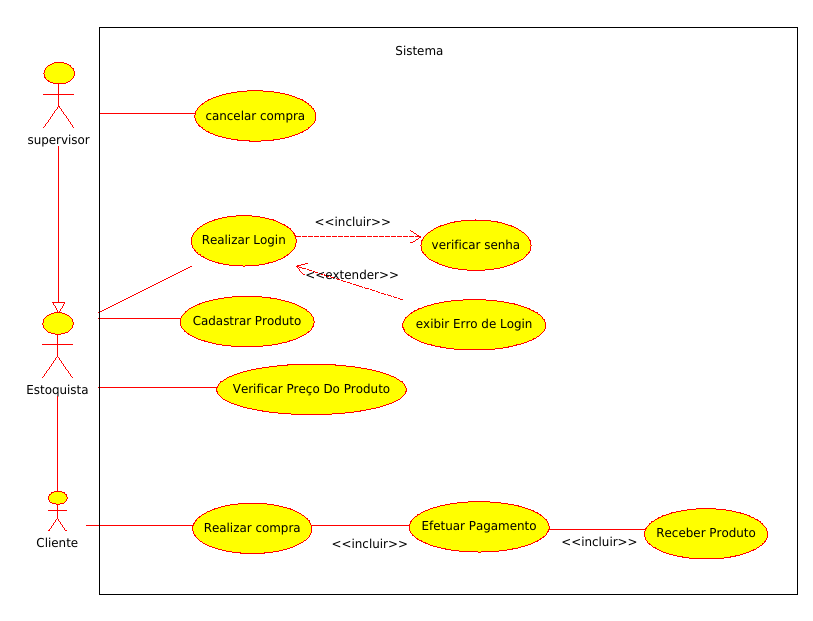 Sistema
supervisor
cancelar compra
<<incluir>>
Realizar Login
verificar senha
<<extender>>
Cadastrar Produto
exibir Erro de Login
Estoquista
Verificar Preço Do Produto
Realizar compra
Efetuar Pagamento
Receber Produto
Cliente
<<incluir>>
<<incluir>>